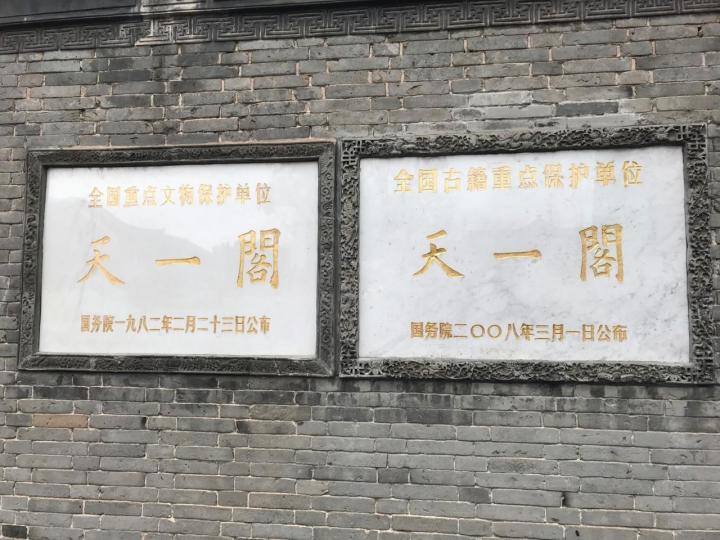 全国重点文物保护单位
天一閣
国务院一九八二年二月二十三日公布
全国古籍重点保护单位
天一閣
国务院二〇〇八年三月一日公布